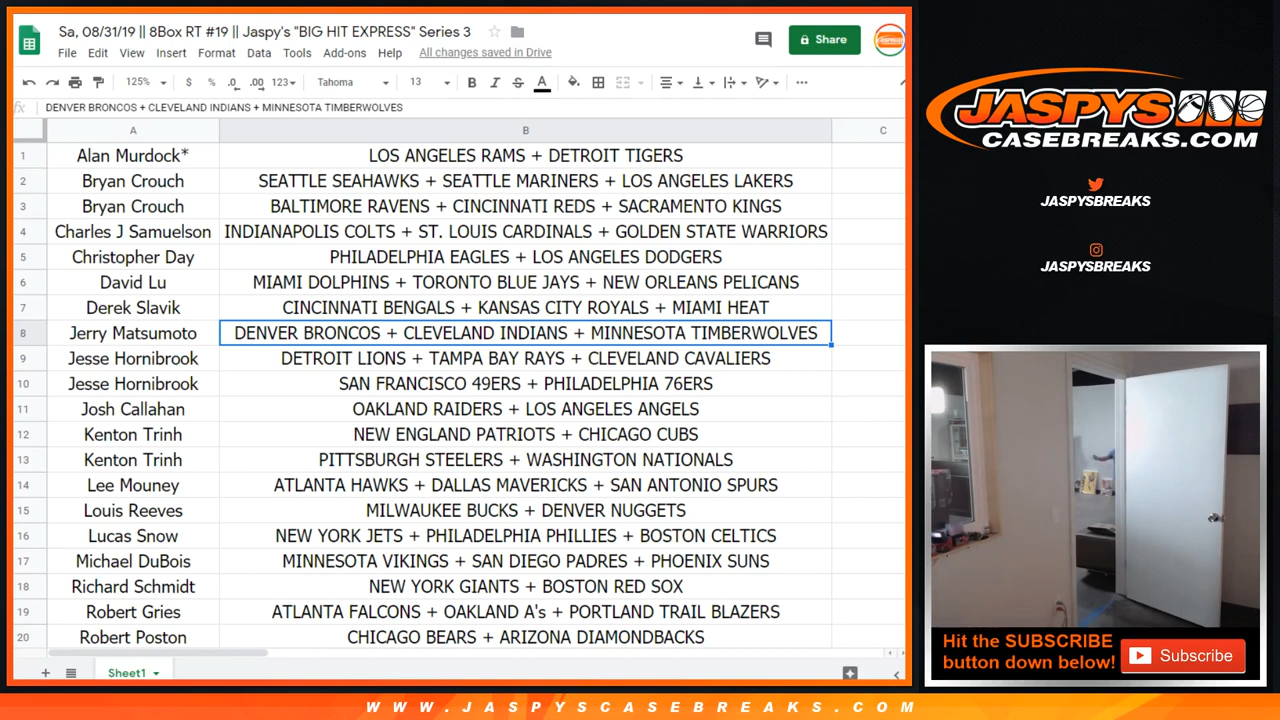 Sa, 08/31/19 || 8Box RT #19 || Jaspy's "BIG HIT EXPRESS" Series 3
File Edit View Insert Format Data Tools Add-ons Help All changes saved in Drive
Share
125% $ % .0 .00 123 Tahoma 13 B I S A
fx DENVER BRONCOS + CLEVELAND INDIANS + MINNESOTA TIMBERWOLVES
A B C
1 Alan Murdock* LOS ANGELES RAMS + DETROIT TIGERS
2 Bryan Crouch SEATTLE SEAHAWKS + SEATTLE MARINERS + LOS ANGELES LAKERS
3 Bryan Crouch BALTIMORE RAVENS + CINCINNATI REDS + SACRAMENTO KINGS
4 Charles J Samuelson INDIANAPOLIS COLTS + ST. LOUIS CARDINALS + GOLDEN STATE WARRIORS
5 Christopher Day PHILADELPHIA EAGLES + LOS ANGELES DODGERS
6 David Lu MIAMI DOLPHINS + TORONTO BLUE JAYS + NEW ORLEANS PELICANS
7 Derek Slavik CINCINNATI BENGALS + KANSAS CITY ROYALS + MIAMI HEAT
8 Jerry Matsumoto DENVER BRONCOS + CLEVELAND INDIANS + MINNESOTA TIMBERWOLVES
9 Jesse Hornibrook DETROIT LIONS + TAMPA BAY RAYS + CLEVELAND CAVALIERS
10 Jesse Hornibrook SAN FRANCISCO 49ERS + PHILADELPHIA 76ERS
11 Josh Callahan OAKLAND RAIDERS + LOS ANGELES ANGELS
12 Kenton Trinh NEW ENGLAND PATRIOTS + CHICAGO CUBS
13 Kenton Trinh PITTSBURGH STEELERS + WASHINGTON NATIONALS
14 Lee Mouney ATLANTA HAWKS + DALLAS MAVERICKS + SAN ANTONIO SPURS
15 Louis Reeves MILWAUKEE BUCKS + DENVER NUGGETS
16 Lucas Snow NEW YORK JETS + PHILADELPHIA PHILLIES + BOSTON CELTICS
17 Michael DuBois MINNESOTA VIKINGS + SAN DIEGO PADRES + PHOENIX SUNS
18 Richard Schmidt NEW YORK GIANTS + BOSTON RED SOX
19 Robert Gries ATLANTA FALCONS + OAKLAND A's + PORTLAND TRAIL BLAZERS
20 Robert Poston CHICAGO BEARS + ARIZONA DIAMONDBACKS
Sheet1
JASPYS
CASEBREAKS.COM
JASPYSBREAKS
JASPYSBREAKS
Hit the SUBSCRIBE
button down below!
Subscribe
WWW.JASPYSCASEBREAKS.COM